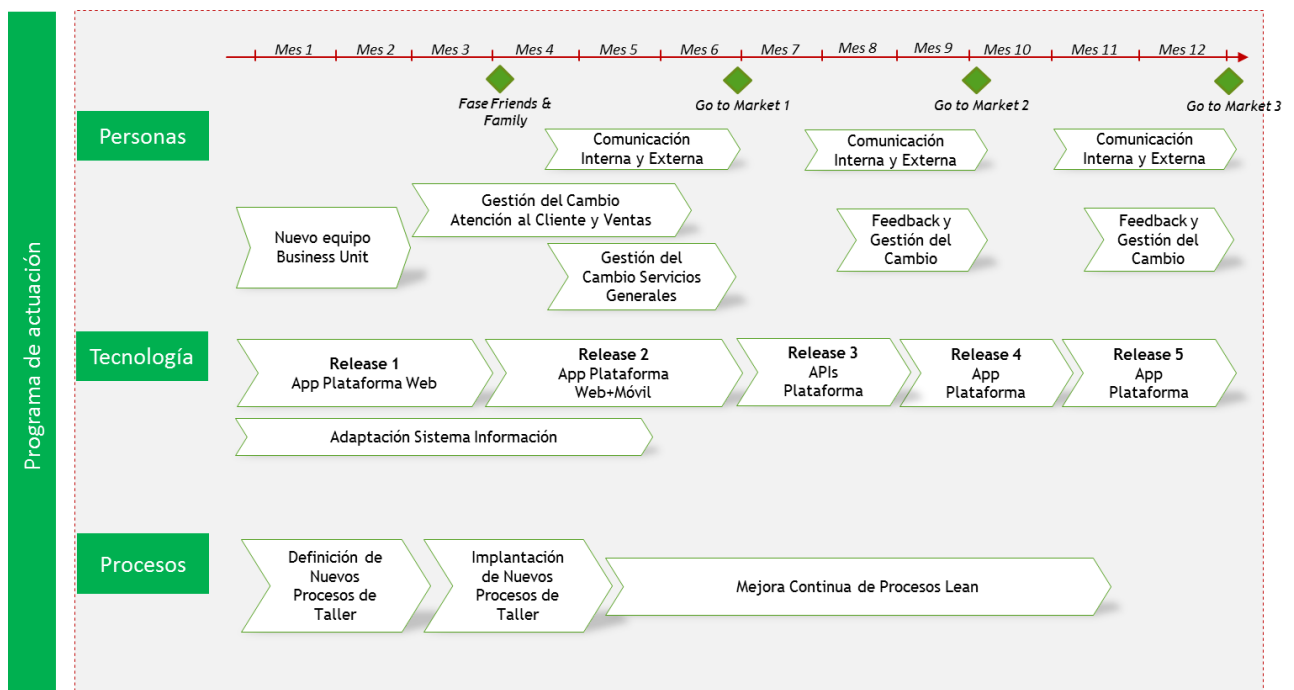 Programa de actuación
Mes 1
Mes 2
Mes 3
Mes 4
Mes 5
Mes 6
Mes 7
Mes 8
Mes 9
Mes 10
Mes 11
Mes 12
Fase Friends &
Family
Go to Market 1
Go to Market 2
Go to Market 3
Personas
Comunicación
Interna y Externa
Comunicación
Interna y Externa
Comunicación
Interna y Externa
Gestión del Cambio
Atención al Cliente y Ventas
Nuevo equipo
Business Unit
Feedback y
Gestión del
Cambio
Feedback y
Gestión del
Cambio
Gestión del
Cambio Servicios
Generales
Tecnología
Release 1
App Plataforma Web
Release 2
App Plataforma
Web+Móvil
Release 3
APIs
Plataforma
Release 4
App
Plataforma
Release 5
App
Plataforma
Adaptación Sistema Información
Procesos
Definición de
Nuevos
Procesos de
Taller
Implantación
de Nuevos
Procesos de
Taller
Mejora Continua de Procesos Lean